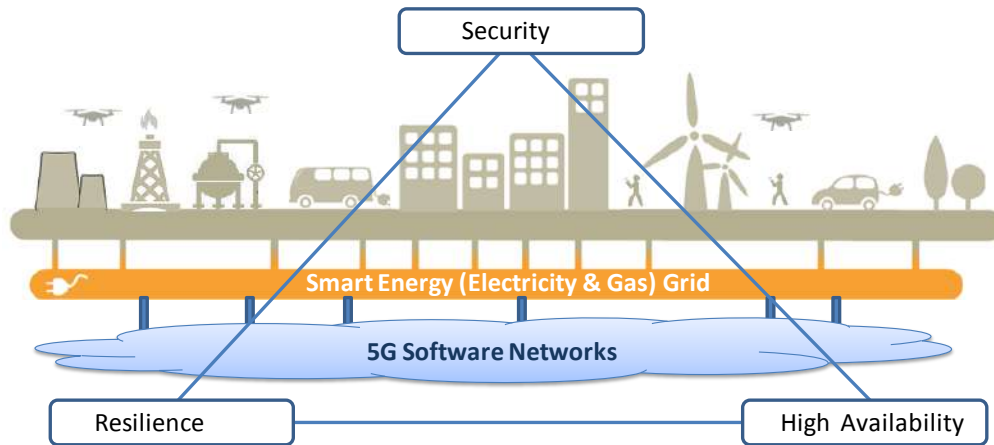 Security
Smart Energy (Electricity & Gas) Grid
5G Software Networks
Resilience
High Availability